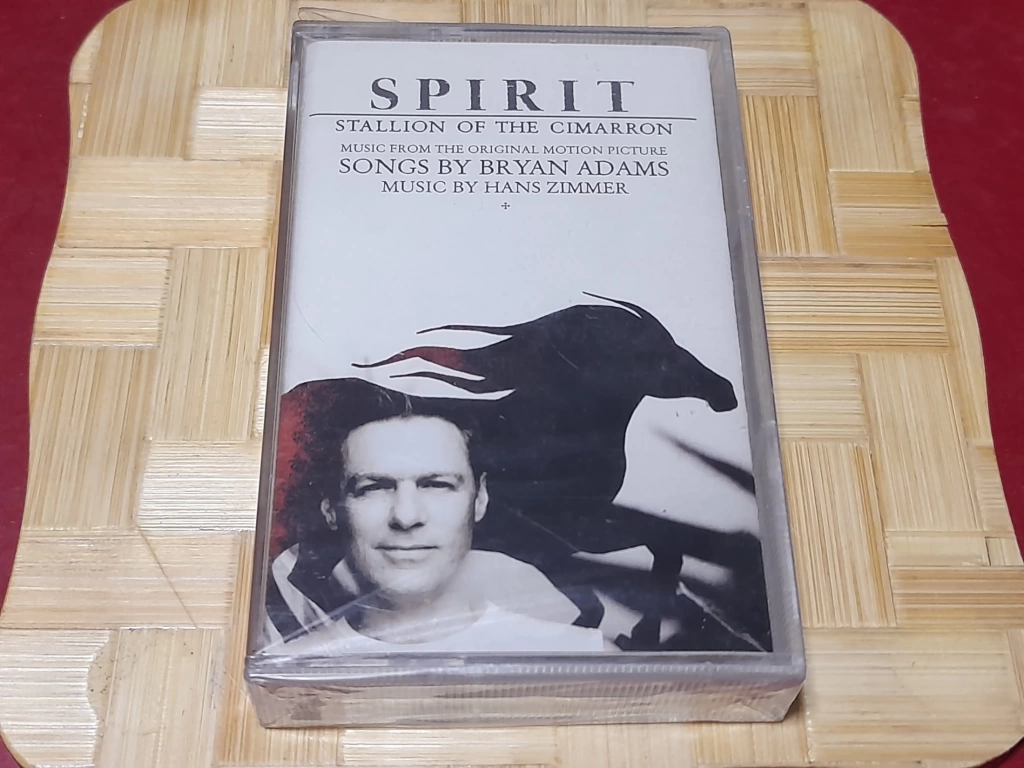 SPIRIT
STALLION OF THE CIMARRON
MUSIC FROM THE ORIGINAL MOTION PICTURE
SONGS BY BRYAN ADAMS
MUSIC BY HANS ZIMMER